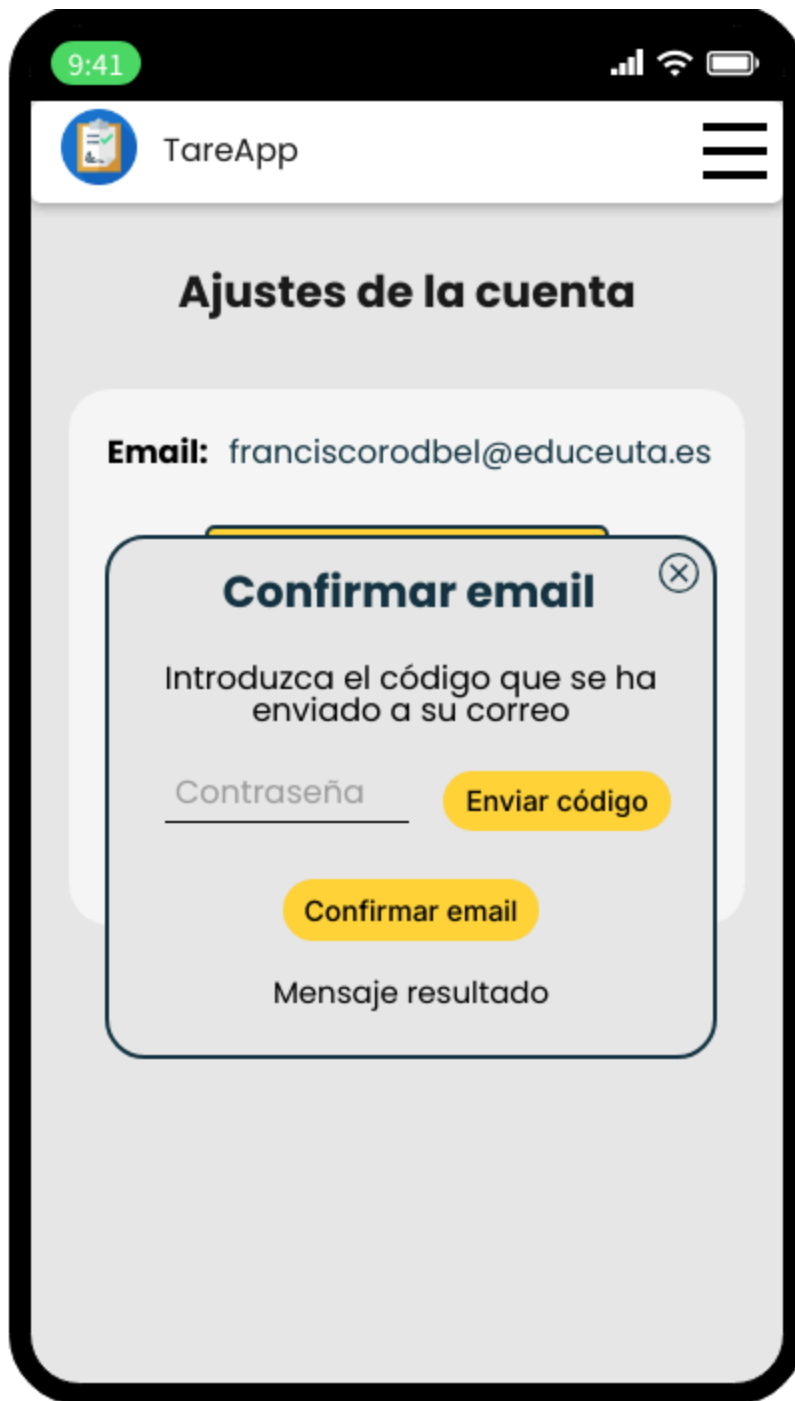 9:41
TareApp
Ajustes de la cuenta
Email: franciscorodbel@educeuta.es
Confirmar email
Introduzca el código que se ha
enviado a su correo
Contraseña
Enviar código
Confirmar email
Mensaje resultado